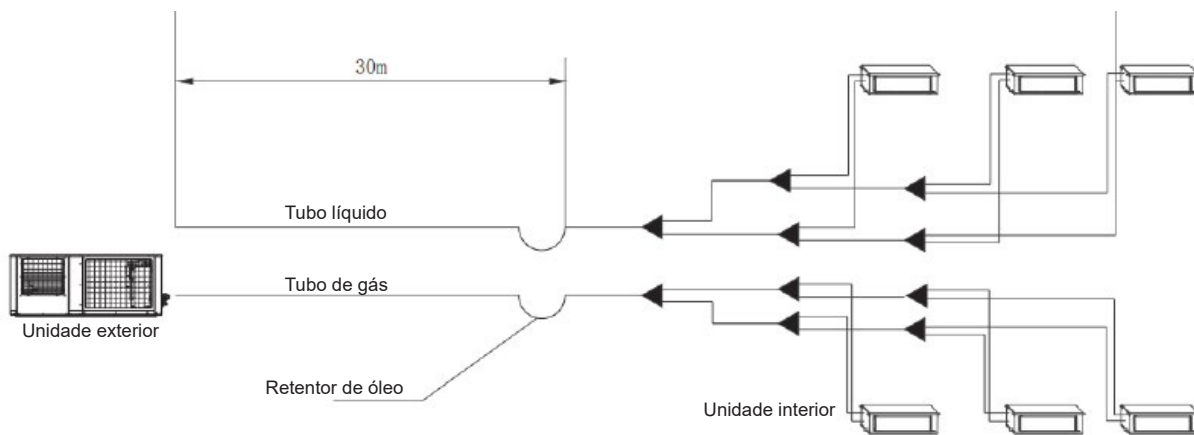 30m
Tubo líquido
Tubo de gás
Unidade exterior
Retentor de óleo
Unidade interior